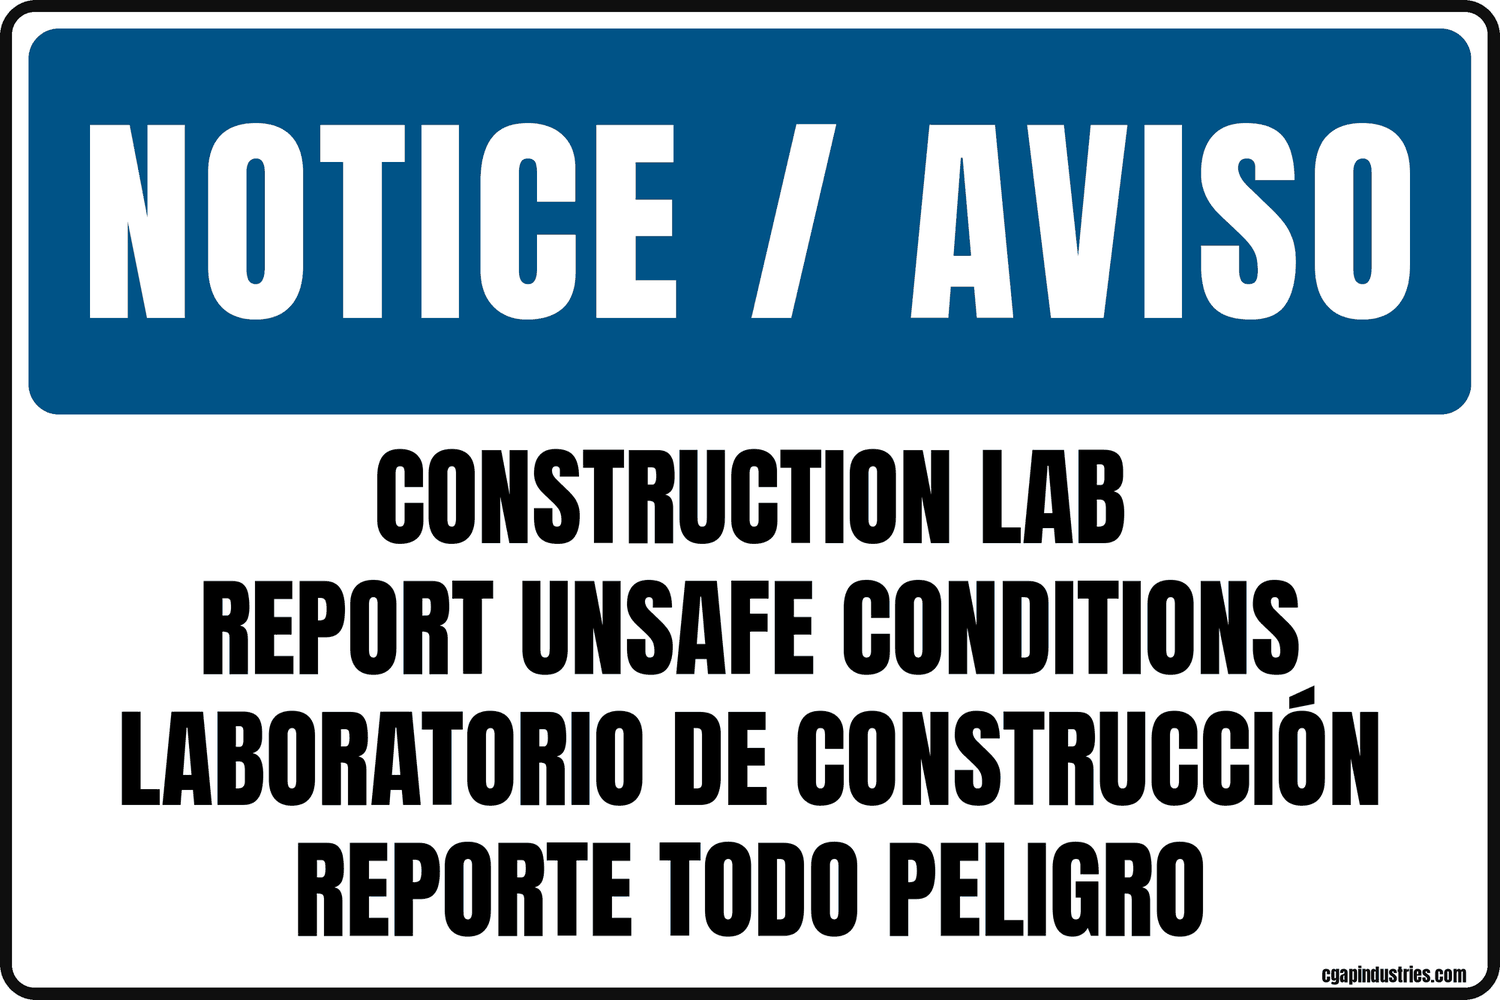 NOTICE / AVISO
CONSTRUCTION LAB
REPORT UNSAFE CONDITIONS
LABORATORIO DE CONSTRUCCIÓN
REPORTE TODO PELIGRO
cgapindustries.com